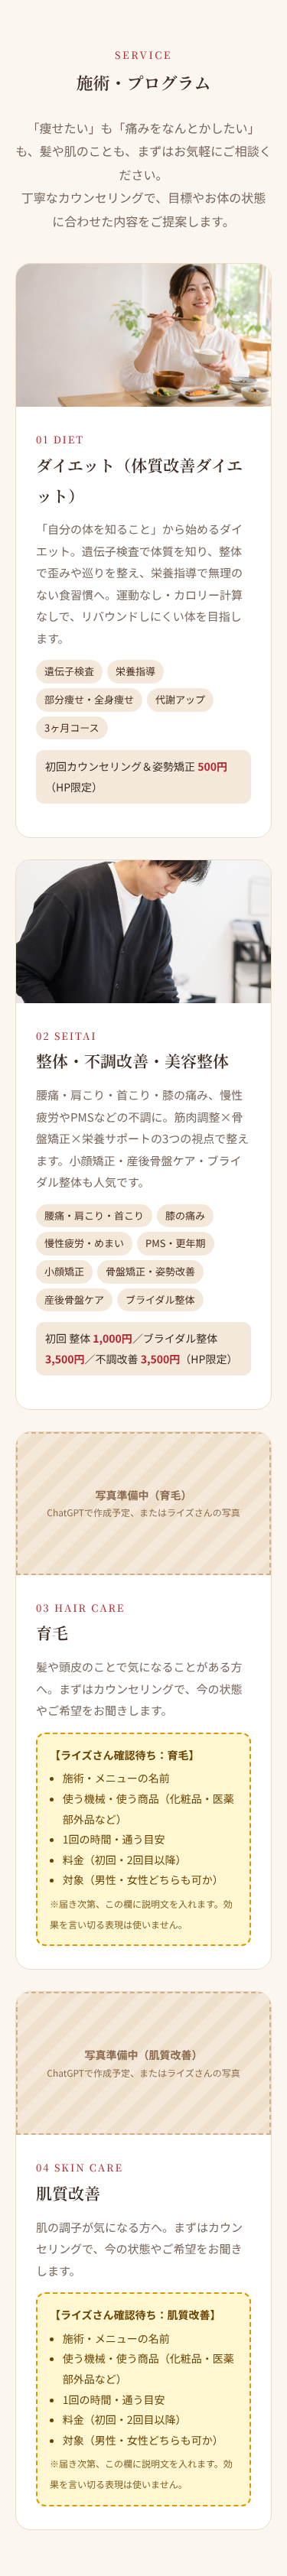 SERVICE
施術・プログラム
「痩せたい」も「痛みをなんとかしたい」
も、髪や肌のことも、まずはお気軽にご相談く
ださい。
丁寧なカウンセリングで、目標やお体の状態
に合わせた内容をご提案します。
01 DIET
ダイエット（体質改善ダイエ
ット）
「自分の体を知ること」から始めるダイ
エット。遺伝子検査で体質を知り、整体
で歪みや巡りを整え、栄養指導で無理の
ない食習慣へ。運動なし・カロリー計算
なしで、リバウンドしにくい体を目指し
ます。
遺伝子検査 栄養指導
部分痩せ・全身痩せ 代謝アップ
3ヶ月コース
初回カウンセリング＆姿勢矯正 500円
（HP限定）
02 SEITAI
整体・不調改善・美容整体
腰痛・肩こり・首こり・膝の痛み、慢性
疲労やPMSなどの不調に。筋肉調整×骨
盤矯正×栄養サポートの3つの視点で整え
ます。小顔矯正・産後骨盤ケア・ブライ
ダル整体も人気です。
腰痛・肩こり・首こり 膝の痛み
慢性疲労・めまい PMS・更年期
小顔矯正 骨盤矯正・姿勢改善
産後骨盤ケア ブライダル整体
初回 整体 1,000円／ブライダル整体
3,500円／不調改善 3,500円（HP限定）
写真準備中（育毛）
ChatGPTで作成予定、またはライズさんの写真
03 HAIR CARE
育毛
髪や頭皮のことで気になることがある方
へ。まずはカウンセリングで、今の状態
やご希望をお聞きします。
【ライズさん確認待ち：育毛】
• 施術・メニューの名前
• 使う機械・使う商品（化粧品・医薬
部外品など）
• 1回の時間・通う目安
• 料金（初回・2回目以降）
• 対象（男性・女性どちらも可か）
※届き次第、この欄に説明文を入れます。効
果を言い切る表現は使いません。
写真準備中（肌質改善）
ChatGPTで作成予定、またはライズさんの写真
04 SKIN CARE
肌質改善
肌の調子が気になる方へ。まずはカウン
セリングで、今の状態やご希望をお聞き
します。
【ライズさん確認待ち：肌質改善】
• 施術・メニューの名前
• 使う機械・使う商品（化粧品・医薬
部外品など）
• 1回の時間・通う目安
• 料金（初回・2回目以降）
• 対象（男性・女性どちらも可か）
※届き次第、この欄に説明文を入れます。効
果を言い切る表現は使いません。